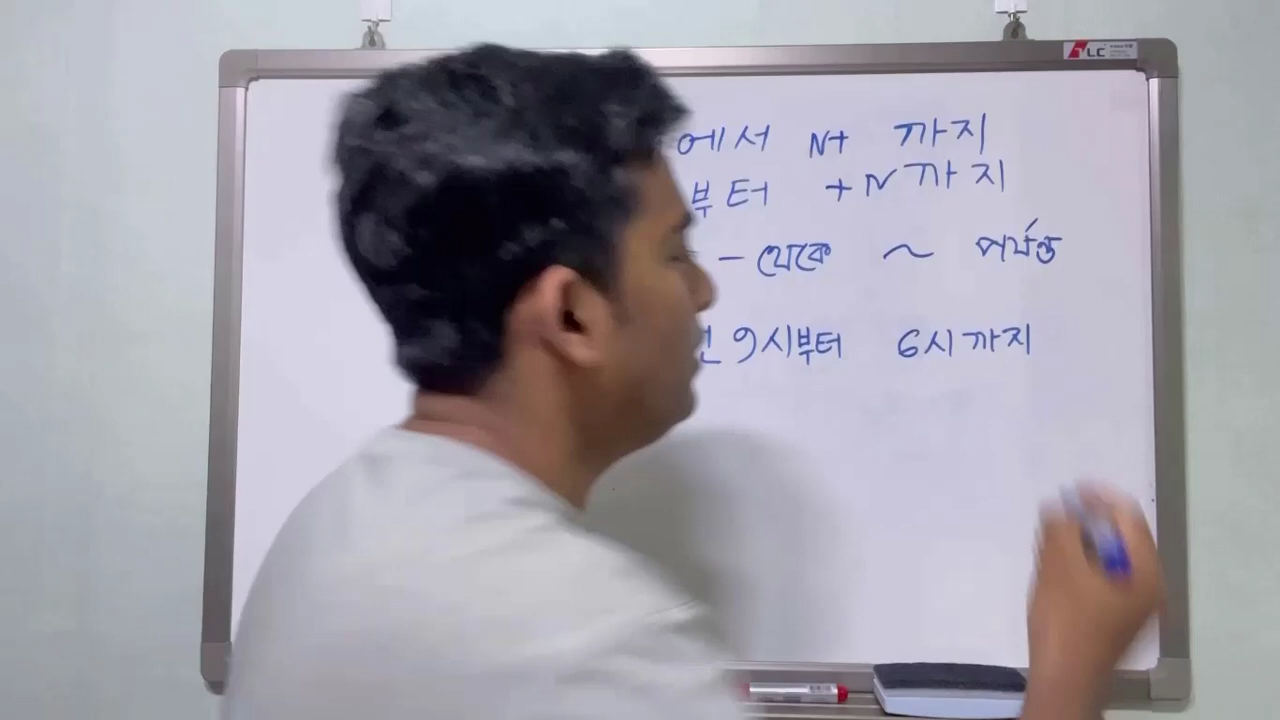 에서 N+ 까지
부터 +N까지
- থেকে ~ পর্যন্ত
9시부터 6시까지
YLC